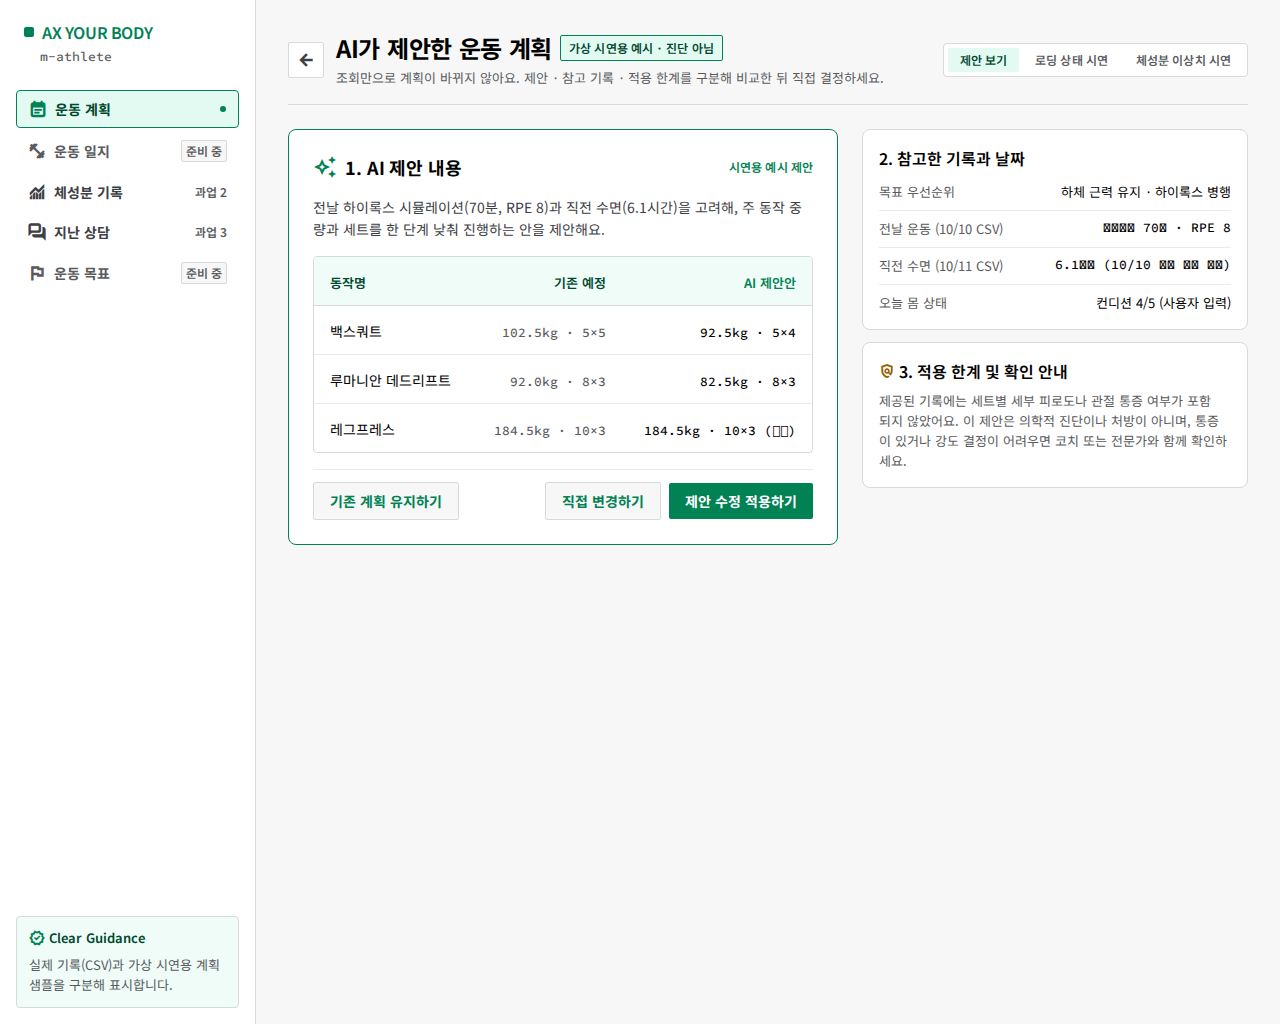 AX YOUR BODY
m-athlete
운동 계획
운동 일지
준비 중
체성분 기록
과업 2
지난 상담
과업 3
운동 목표
준비 중
Clear Guidance
실제 기록(CSV)과 가상 시연용 계획
샘플을 구분해 표시합니다.
AI가 제안한 운동 계획
가상 시연용 예시 · 진단 아님
조회만으로 계획이 바뀌지 않아요. 제안 · 참고 기록 · 적용 한계를 구분해 비교한 뒤 직접 결정하세요.
제안 보기
로딩 상태 시연
체성분 이상치 시연
1. AI 제안 내용
시연용 예시 제안
전날 하이록스 시뮬레이션(70분, RPE 8)과 직전 수면(6.1시간)을 고려해, 주 동작 중
량과 세트를 한 단계 낮춰 진행하는 안을 제안해요.
동작명 기존 예정 AI 제안안
백스쿼트 102.5kg · 5×5 92.5kg · 5×4
루마니안 데드리프트 92.0kg · 8×3 82.5kg · 8×3
레그프레스 184.5kg · 10×3 184.5kg · 10×3
기존 계획 유지하기
직접 변경하기
제안 수정 적용하기
2. 참고한 기록과 날짜
목표 우선순위 하체 근력 유지 · 하이록스 병행
전날 운동 (10/10 CSV) 70 · RPE 8
직전 수면 (10/11 CSV) 6.1 (10/10
오늘 몸 상태 컨디션 4/5 (사용자 입력)
3. 적용 한계 및 확인 안내
제공된 기록에는 세트별 세부 피로도나 관절 통증 여부가 포함
되지 않았어요. 이 제안은 의학적 진단이나 처방이 아니며, 통증
이 있거나 강도 결정이 어려우면 코치 또는 전문가와 함께 확인하
세요.